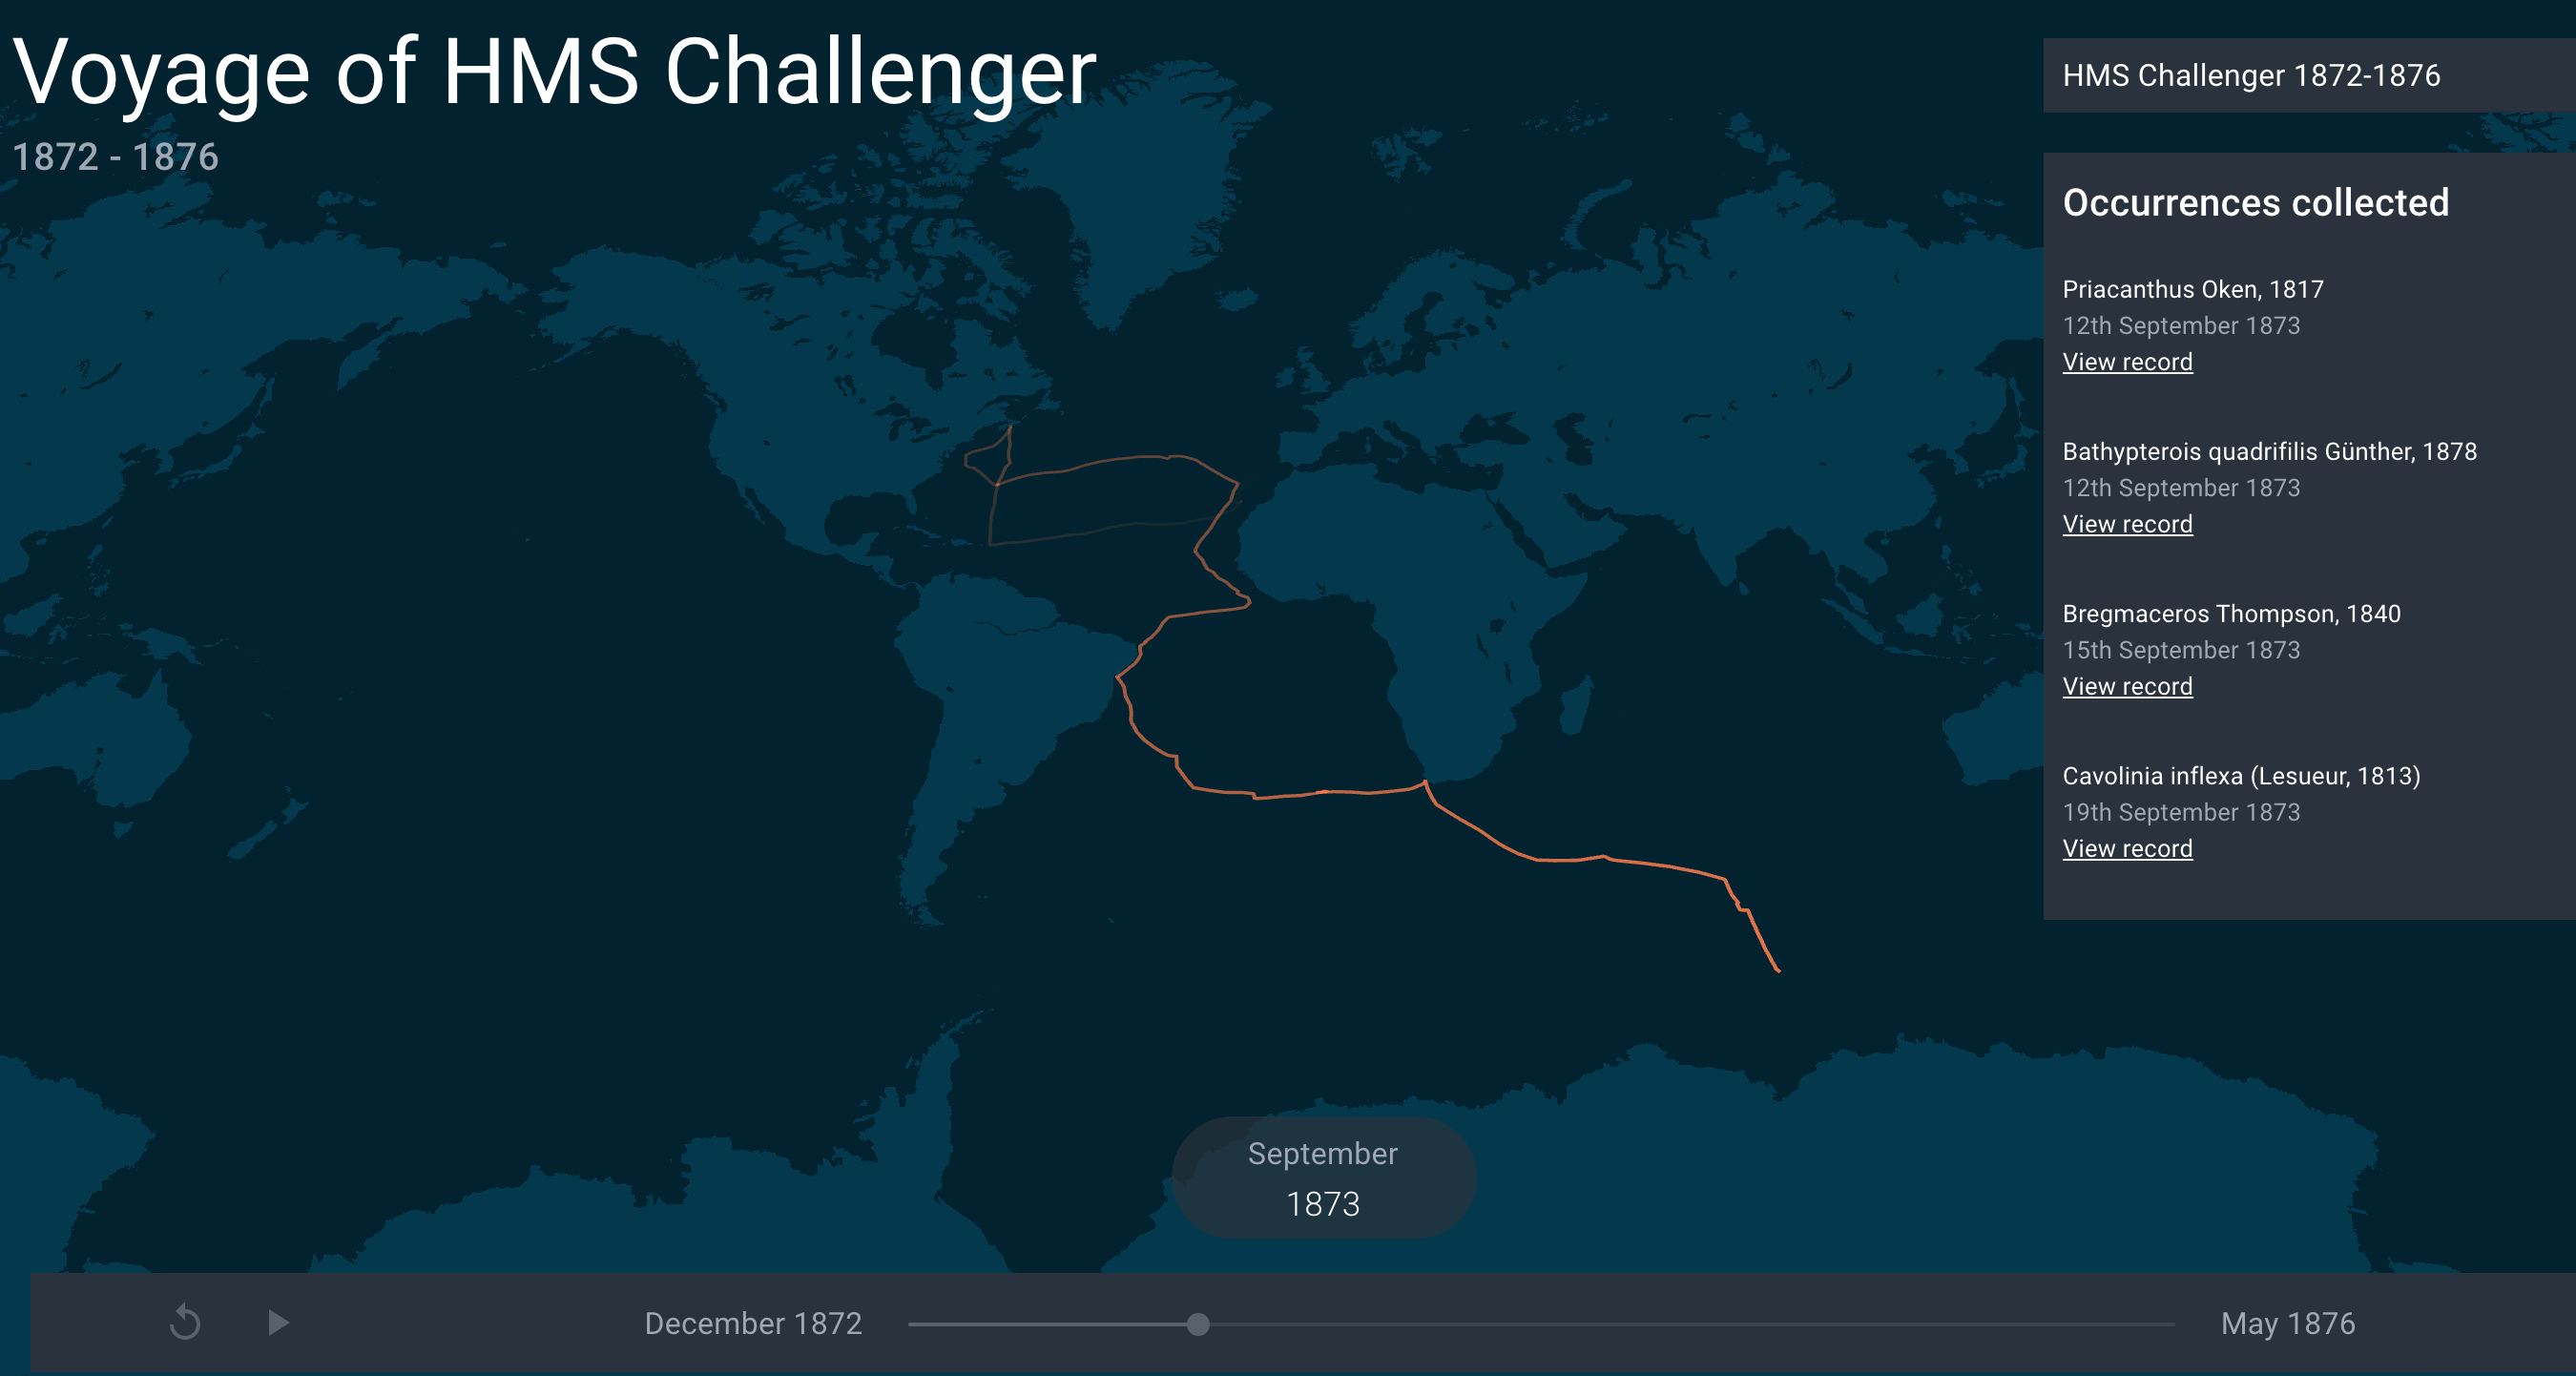 Voyage of HMS Challenger
1872 - 1876
HMS Challenger 1872-1876
Occurrences collected
Priacanthus Oken, 1817
12th September 1873
View record
Bathypterois quadrifilis Günther, 1878
12th September 1873
View record
Bregmaceros Thompson, 1840
15th September 1873
View record
Cavolinia inflexa (Lesueur, 1813)
19th September 1873
View record
September
1873
December 1872
May 1876